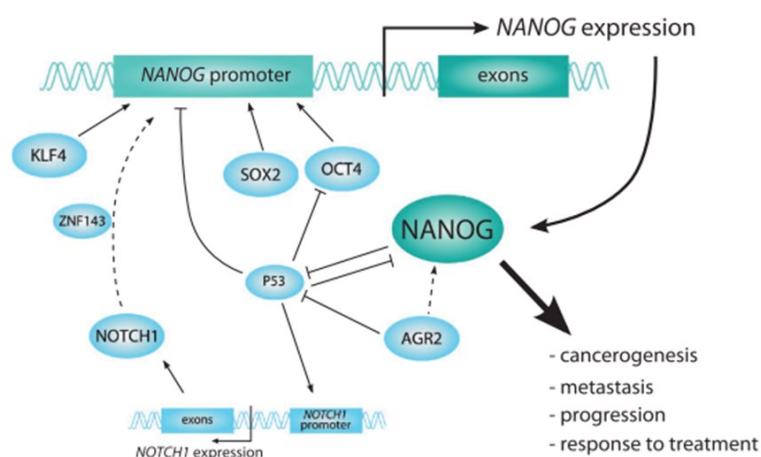 NANOG expression
NANOG promoter
exons
KLF4
SOX2
OCT4
ZNF143
NANOG
P53
NOTCH1
AGR2
- cancerogenesis
- metastasis
- progression
- response to treatment
exons
NOTCH1
promoter
NOTCH1 expression